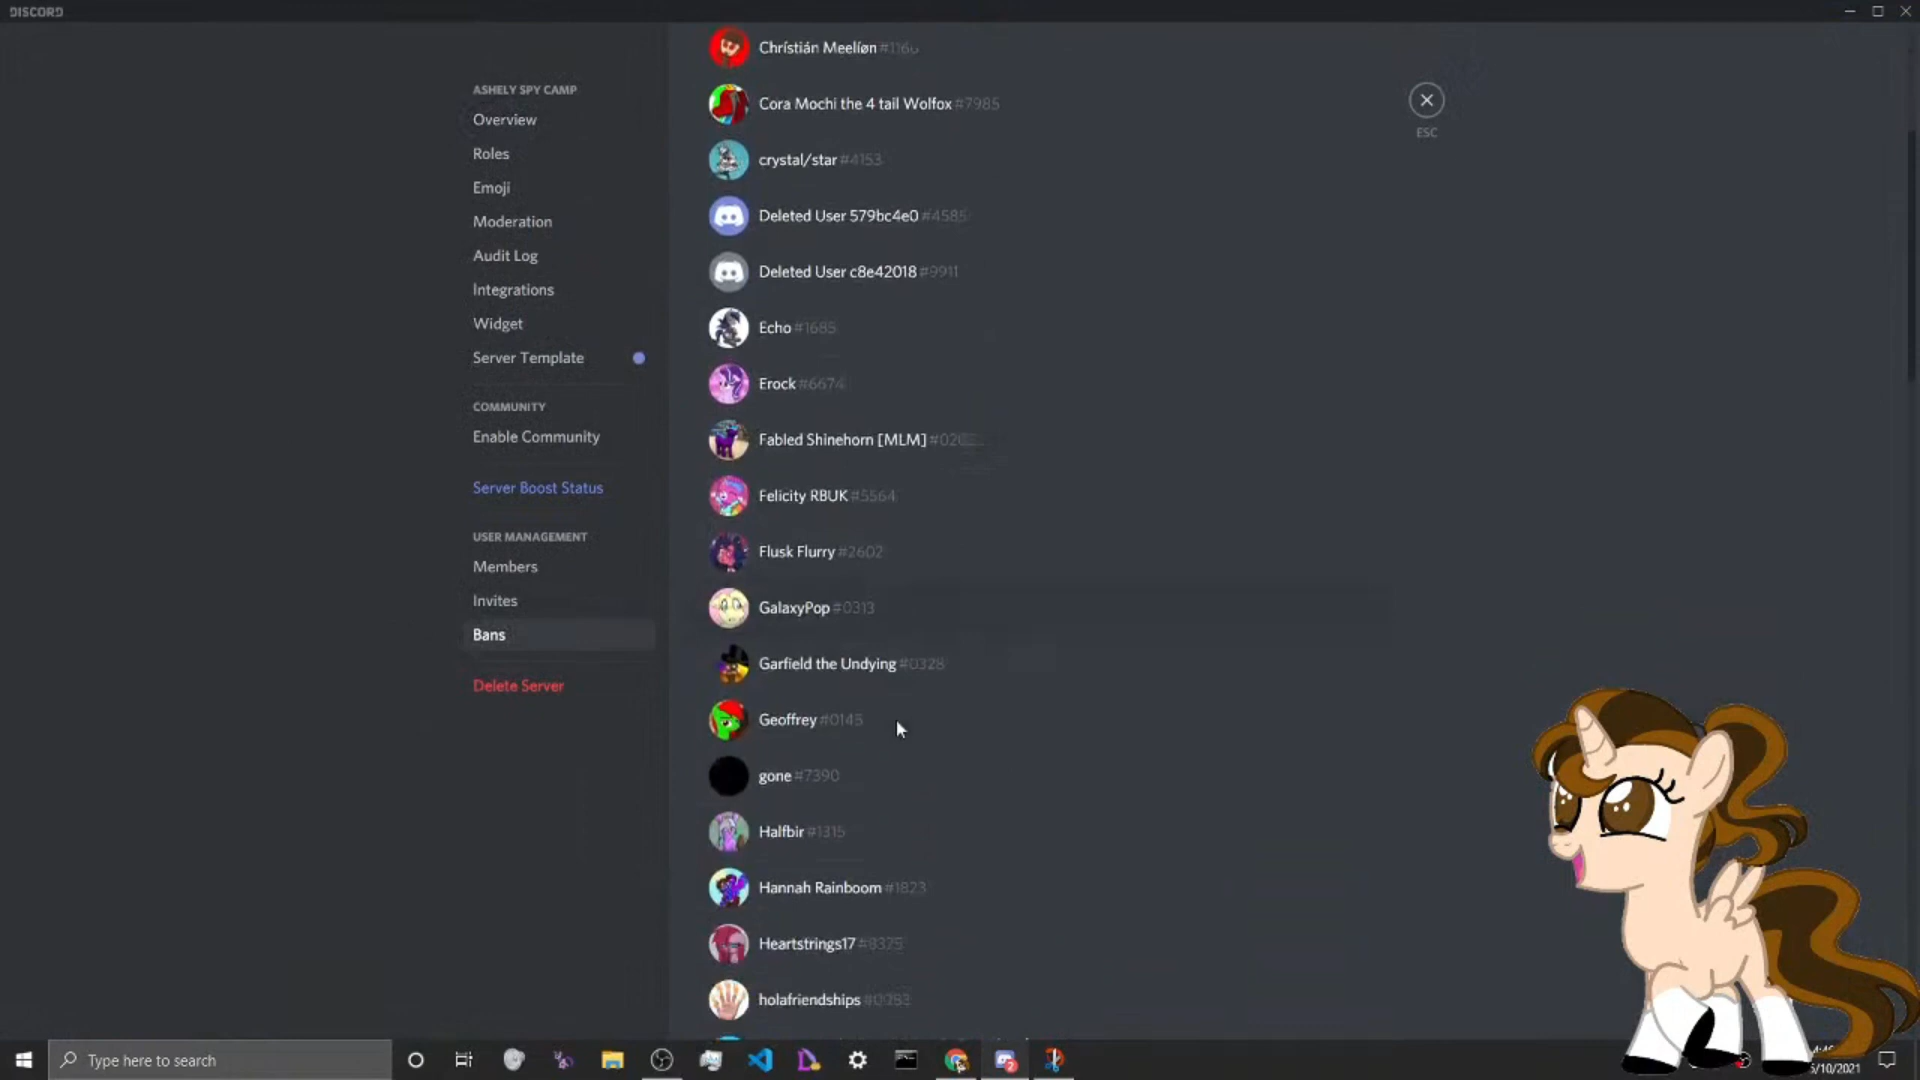 DISCORD
ASHELY SPY CAMP
Overview
Roles
Emoji
Moderation
Audit Log
Integrations
Widget
Server Template
COMMUNITY
Enable Community
Server Boost Status
USER MANAGEMENT
Members
Invites
Bans
Delete Server
Chrístián Meelíøn
Cora Mochi the 4 tail Wolfox #7985
crystal/star #4153
Deleted User 579bc4e0 #4585
Deleted User c8e42018 #9911
Echo #1685
Erock #6674
Fabled Shinehorn [MLM]
Felicity RBUK #5564
Flusk Flurry #2602
GalaxyPop #0313
Garfield the Undying #0328
Geoffrey #0145
gone #7390
Halfbir #1315
Hannah Rainboom #1823
Heartstrings17
holafriendships
ESC
Type here to search
2